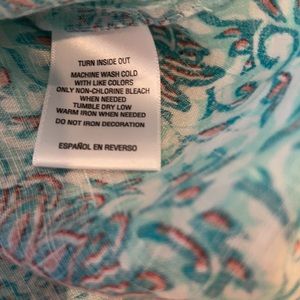 TURN INSIDE OUT
MACHINE WASH COLD
WITH LIKE COLORS
ONLY NON-CHLORINE BLEACH
WHEN NEEDED
TUMBLE DRY LOW
WARM IRON WHEN NEEDED
DO NOT IRON DECORATION
ESPAÑOL EN REVERSO